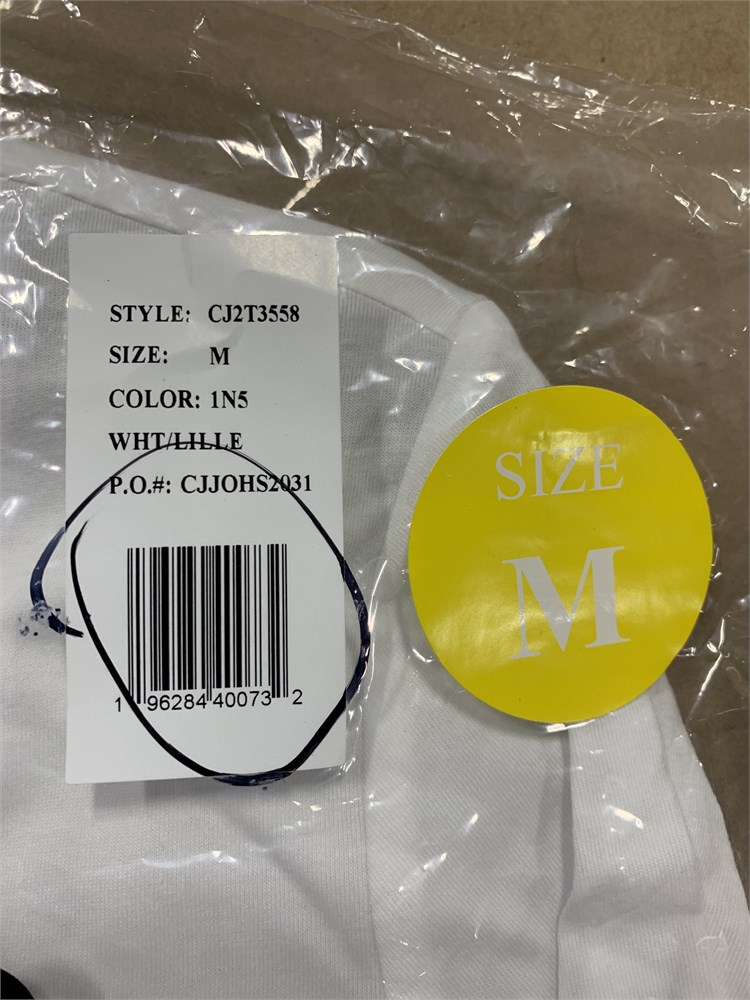 STYLE: CJ2T3558
SIZE: M
COLOR: 1N5
WHT/LILLE
P.O.#: CJJOHS2031
1 96284 40073 2
SIZE
M